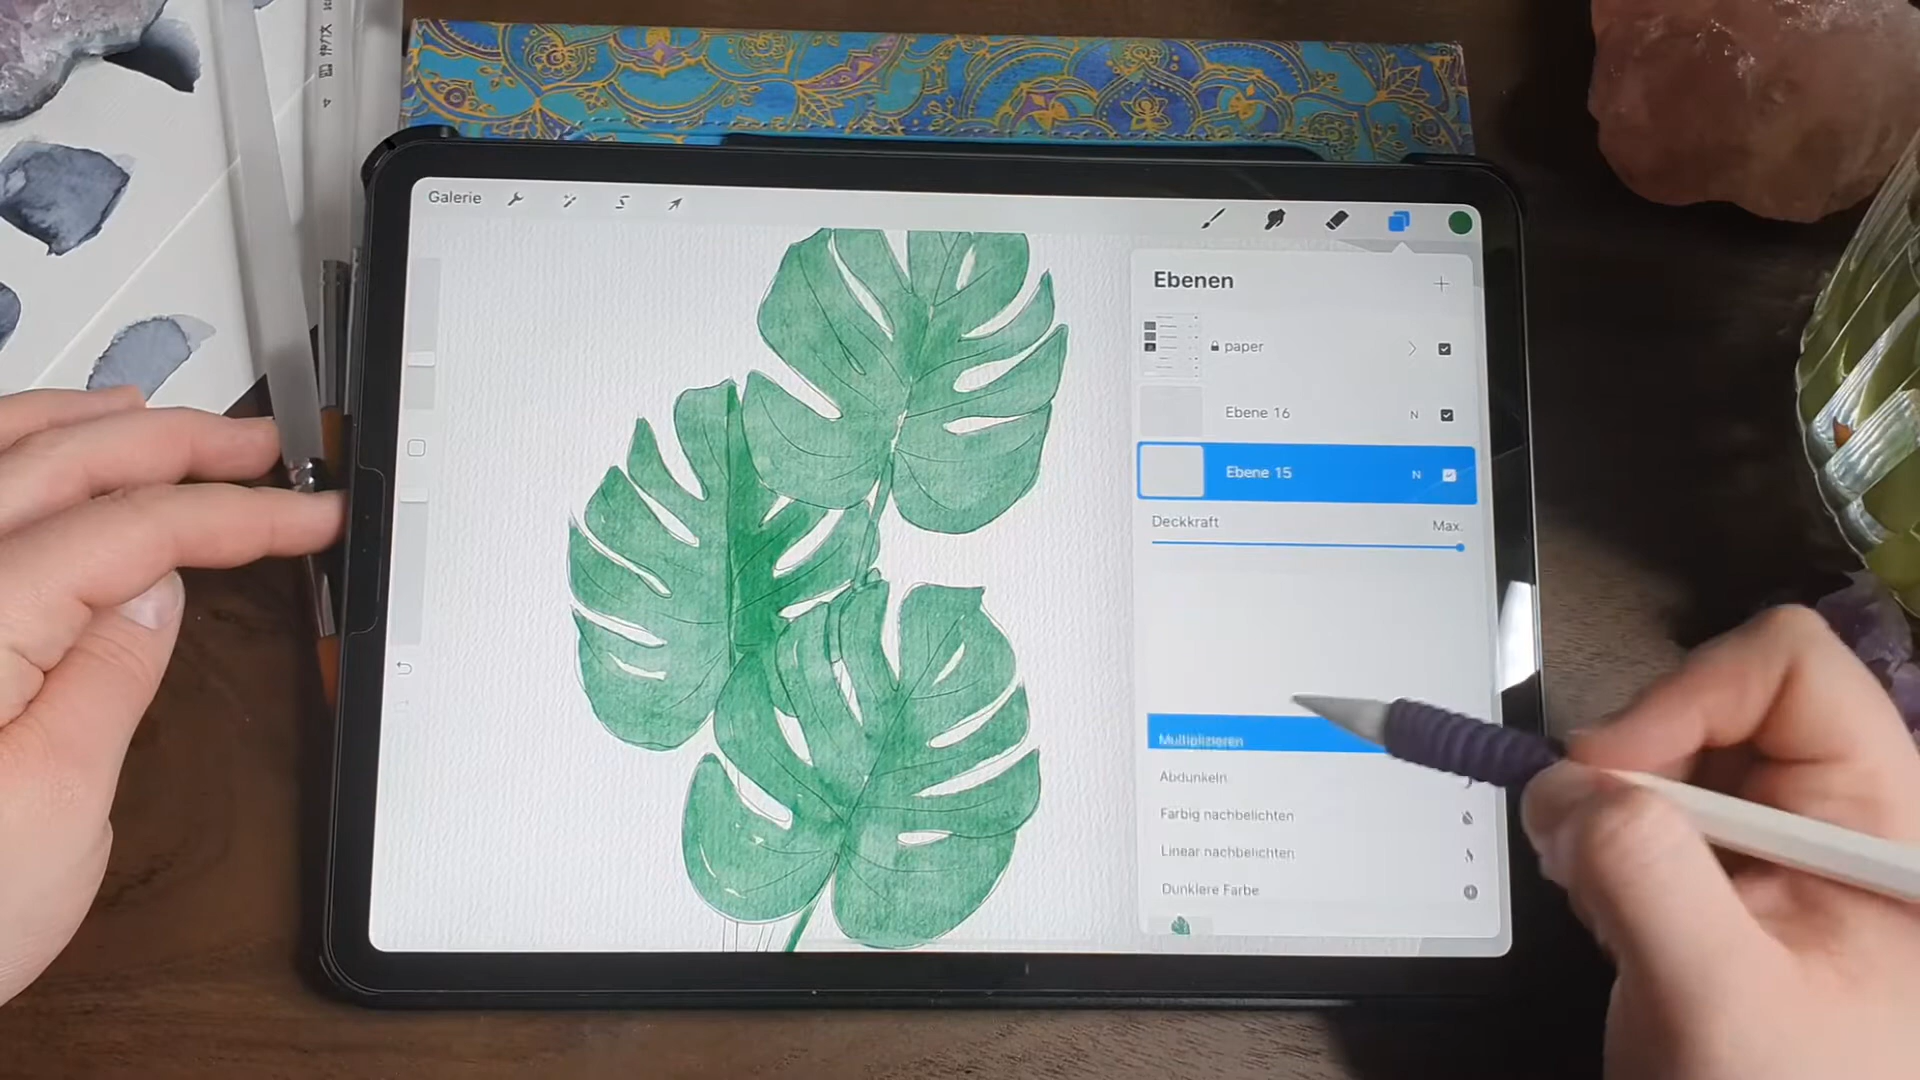 Galerie
Ebenen
paper
Ebene 16
N
Ebene 15
N
Deckkraft
Max.
Multiplizieren
Abdunkeln
Farbig nachbelichten
Linear nachbelichten
Dunklere Farbe